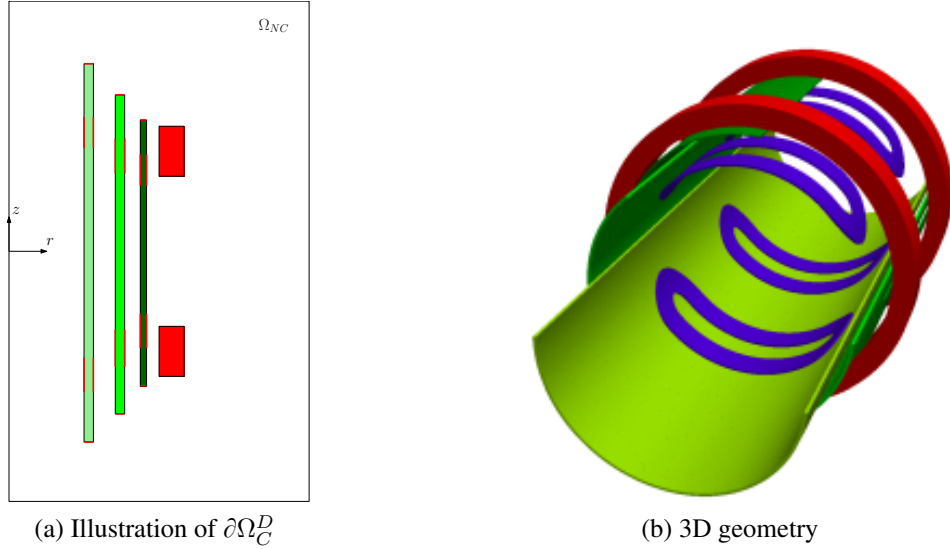 Ω_{NC}
z
r
(a) Illustration of ∂Ω_C^D
(b) 3D geometry